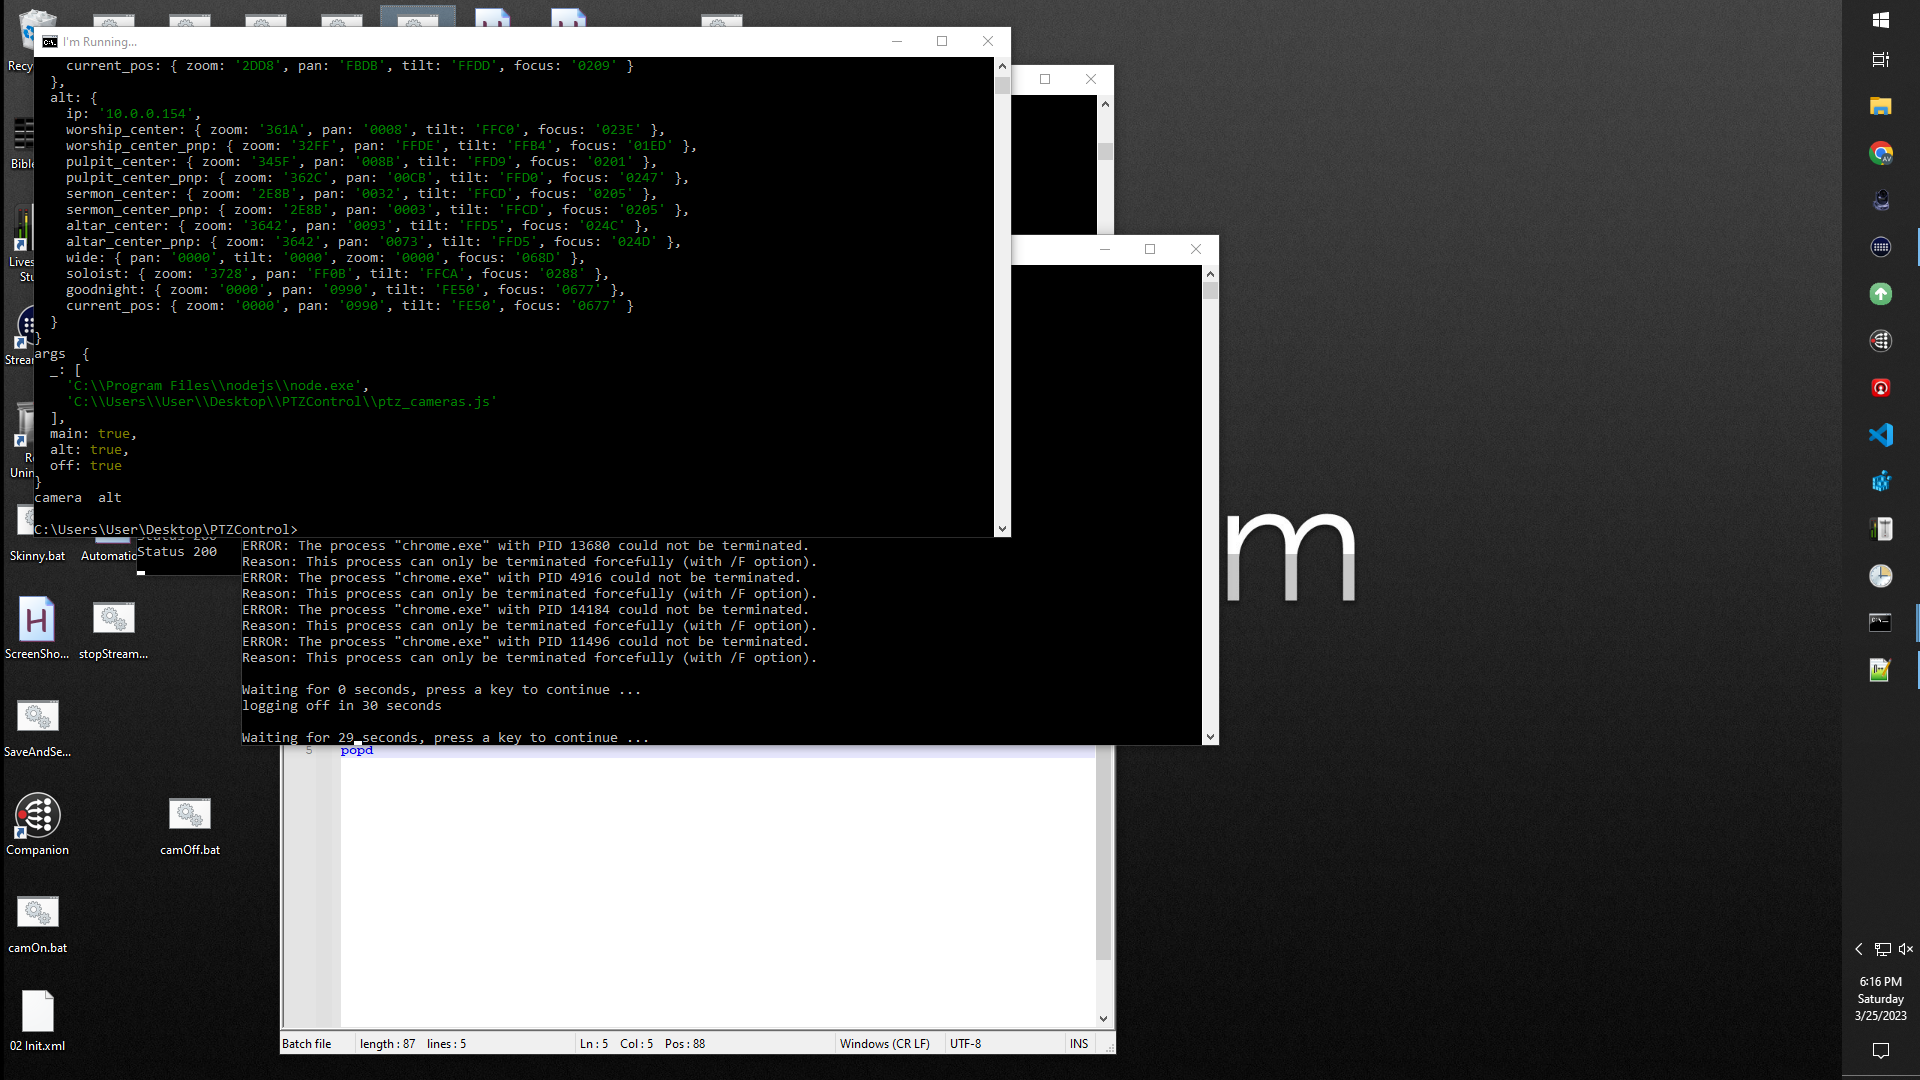 I'm Running...
current_pos: { zoom: '2DD8', pan: 'FBDB', tilt: 'FFDD', focus: '0209' }
},
alt: {
ip: '10.0.0.154',
worship_center: { zoom: '361A', pan: '0008', tilt: 'FFC0', focus: '023E' },
worship_center_pnp: { zoom: '32FF', pan: 'FFDE', tilt: 'FFB4', focus: '01ED' },
pulpit_center: { zoom: '345F', pan: '008B', tilt: 'FFD9', focus: '0201' },
pulpit_center_pnp: { zoom: '362C', pan: '00CB', tilt: 'FFD0', focus: '0247' },
sermon_center: { zoom: '2E8B', pan: '0032', tilt: 'FFCD', focus: '0205' },
sermon_center_pnp: { zoom: '2E8B', pan: '0003', tilt: 'FFCD', focus: '0205' },
altar_center: { zoom: '3642', pan: '0093', tilt: 'FFD5', focus: '024C' },
altar_center_pnp: { zoom: '3642', pan: '0073', tilt: 'FFD5', focus: '024D' },
wide: { pan: '0000', tilt: '0000', zoom: '0000', focus: '068D' },
soloist: { zoom: '3728', pan: 'FF0B', tilt: 'FFCA', focus: '0288' },
goodnight: { zoom: '0000', pan: '0990', tilt: 'FE50', focus: '0677' },
current_pos: { zoom: '0000', pan: '0990', tilt: 'FE50', focus: '0677' }
}
}
args {
_: [
'C:\\Program Files\\nodejs\\node.exe',
'C:\\Users\\User\\Desktop\\PTZControl\\ptz_cameras.js'
],
main: true,
alt: true,
off: true
}
camera alt
C:\Users\User\Desktop\PTZControl>
Status 200
Status 200
ERROR: The process "chrome.exe" with PID 13680 could not be terminated.
Reason: This process can only be terminated forcefully (with /F option).
ERROR: The process "chrome.exe" with PID 4916 could not be terminated.
Reason: This process can only be terminated forcefully (with /F option).
ERROR: The process "chrome.exe" with PID 14184 could not be terminated.
Reason: This process can only be terminated forcefully (with /F option).
ERROR: The process "chrome.exe" with PID 11496 could not be terminated.
Reason: This process can only be terminated forcefully (with /F option).
Waiting for 0 seconds, press a key to continue ...
logging off in 30 seconds
Waiting for 29 seconds, press a key to continue ...
5 popd
Batch file length : 87 lines : 5 Ln : 5 Col : 5 Pos : 88 Windows (CR LF) UTF-8 INS
Recy
Bible
Lives
Stu
Strea
Re
Unin
Skinny.bat
Automatic
ScreenSho...
stopStream...
SaveAndSe...
Companion
camOff.bat
camOn.bat
02 Init.xml
m
AV
6:16 PM
Saturday
3/25/2023